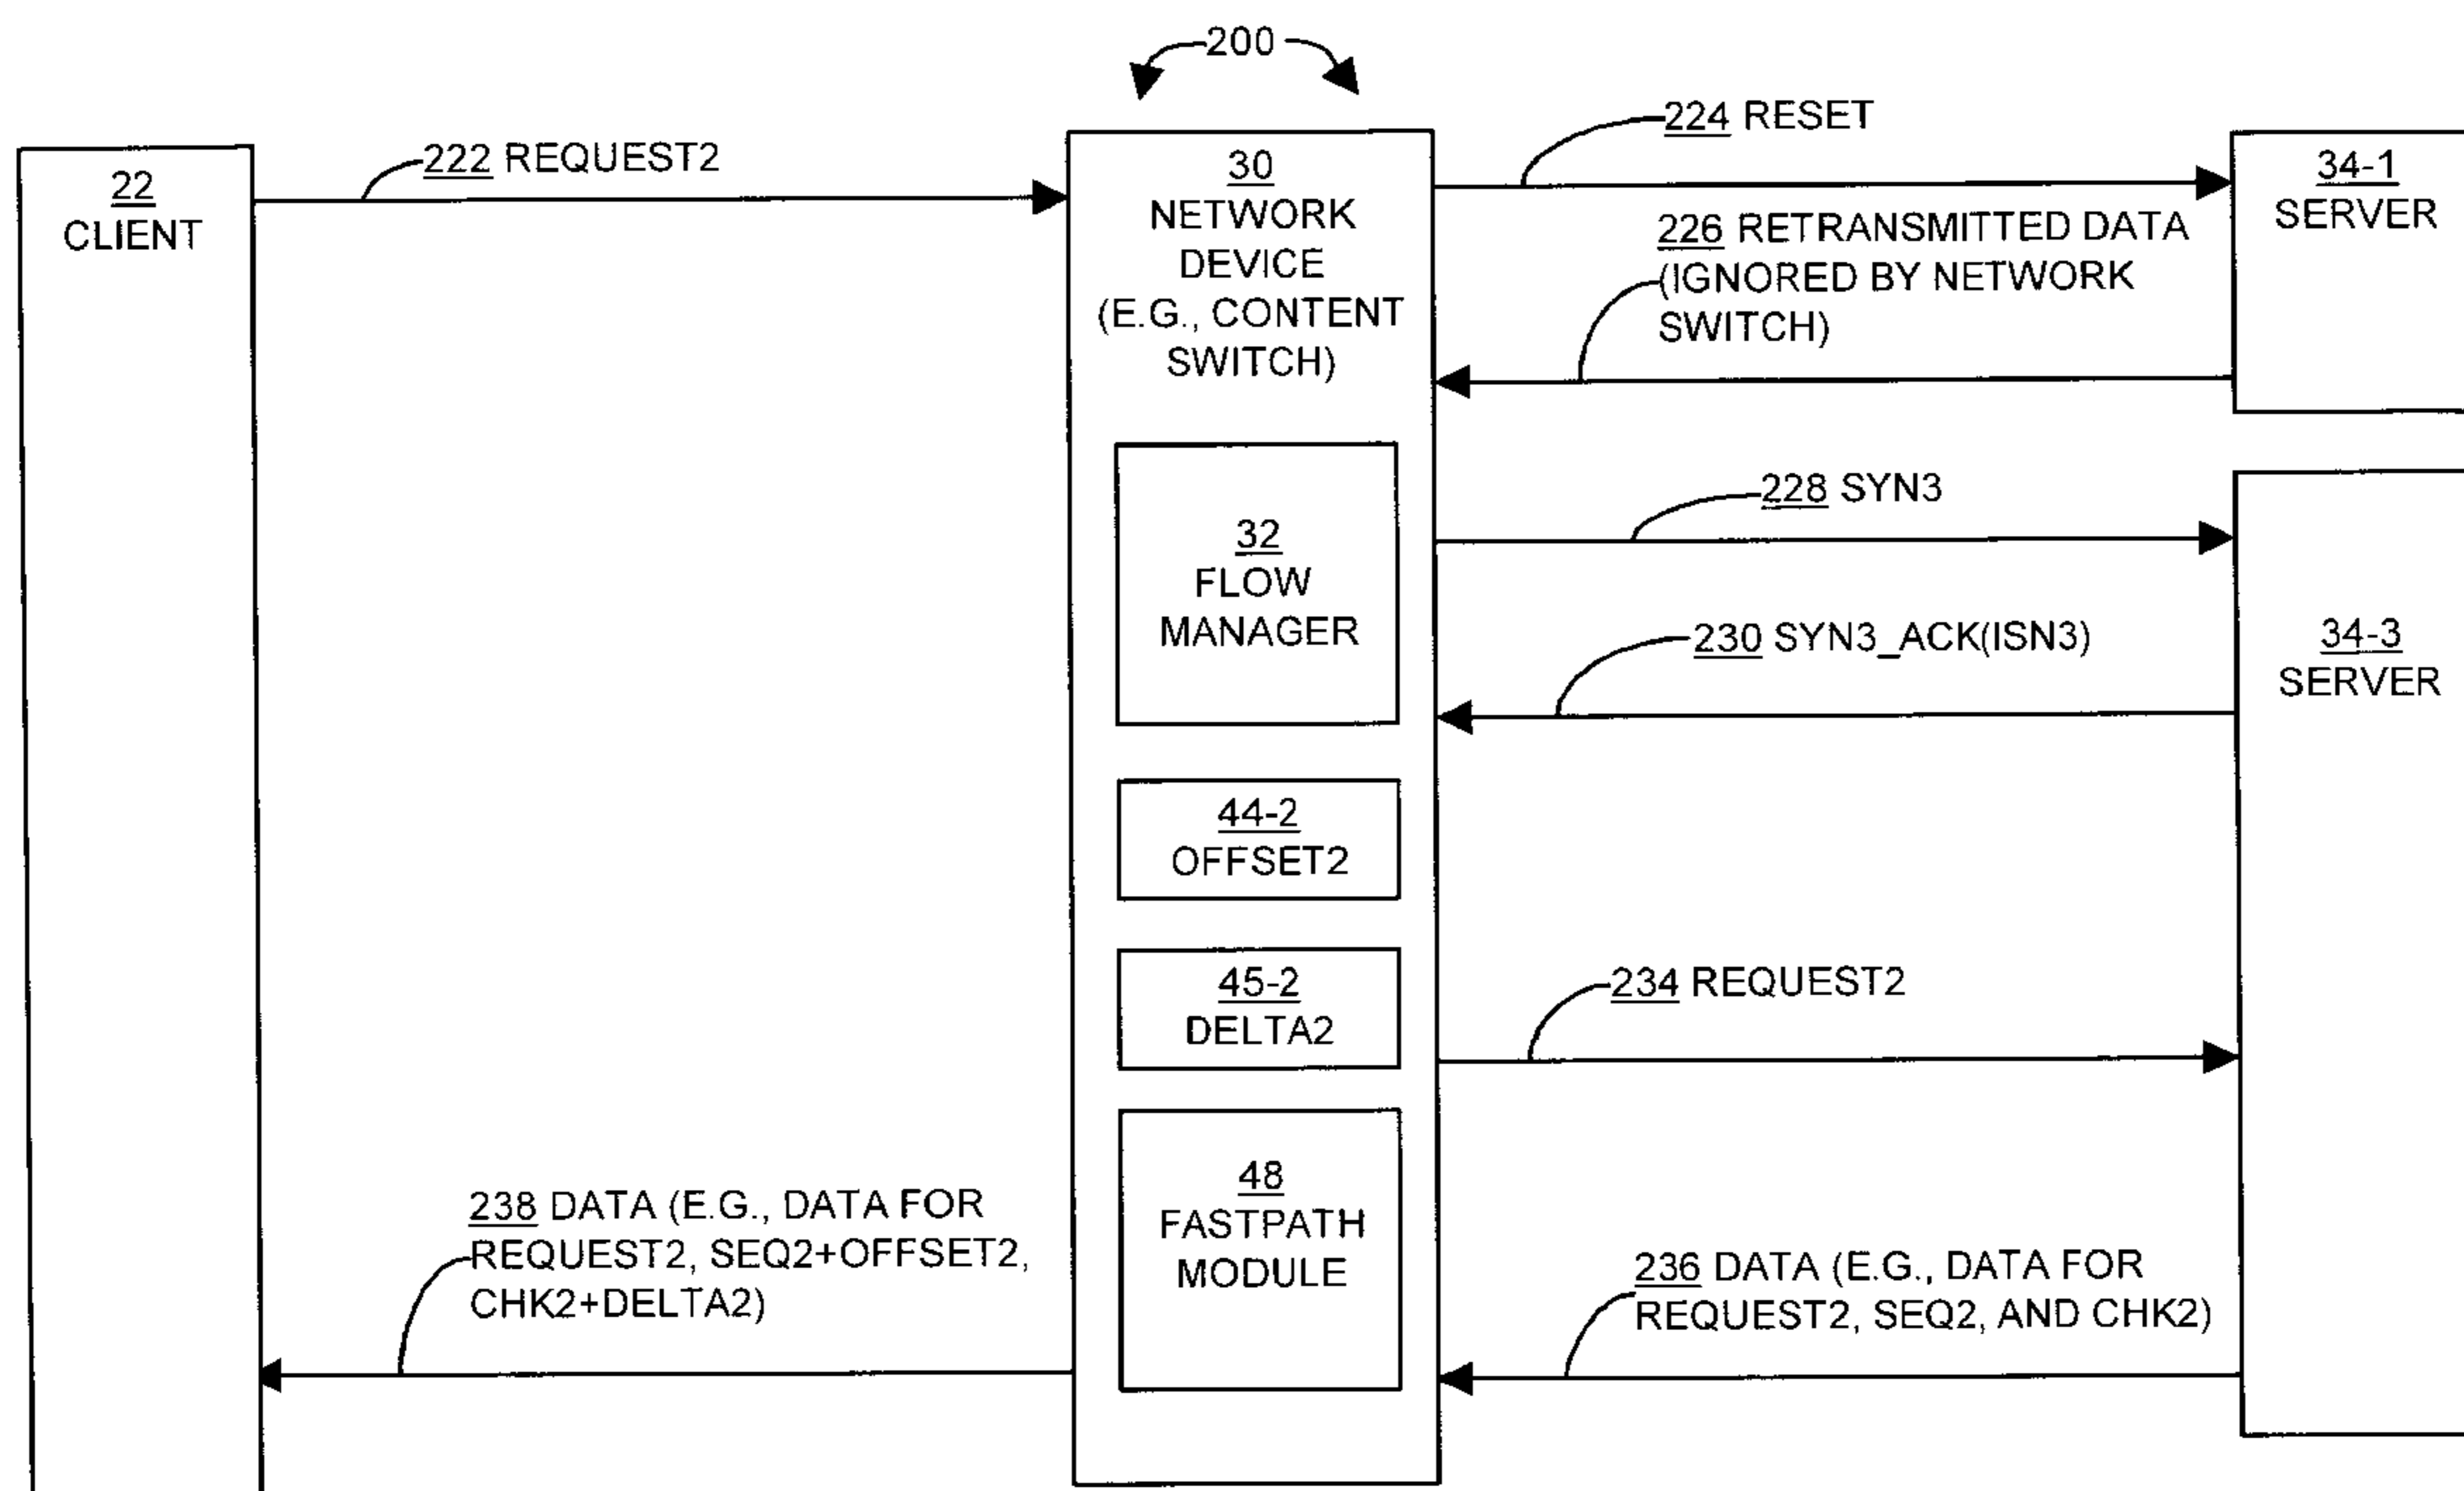 200
22
CLIENT
222 REQUEST2
30
NETWORK
DEVICE
(E.G., CONTENT
SWITCH)
224 RESET
34-1
SERVER
226 RETRANSMITTED DATA
(IGNORED BY NETWORK
SWITCH)
32
FLOW
MANAGER
228 SYN3
230 SYN3_ACK(ISN3)
34-3
SERVER
44-2
OFFSET2
45-2
DELTA2
234 REQUEST2
48
FASTPATH
MODULE
238 DATA (E.G., DATA FOR
REQUEST2, SEQ2+OFFSET2,
CHK2+DELTA2)
236 DATA (E.G., DATA FOR
REQUEST2, SEQ2, AND CHK2)